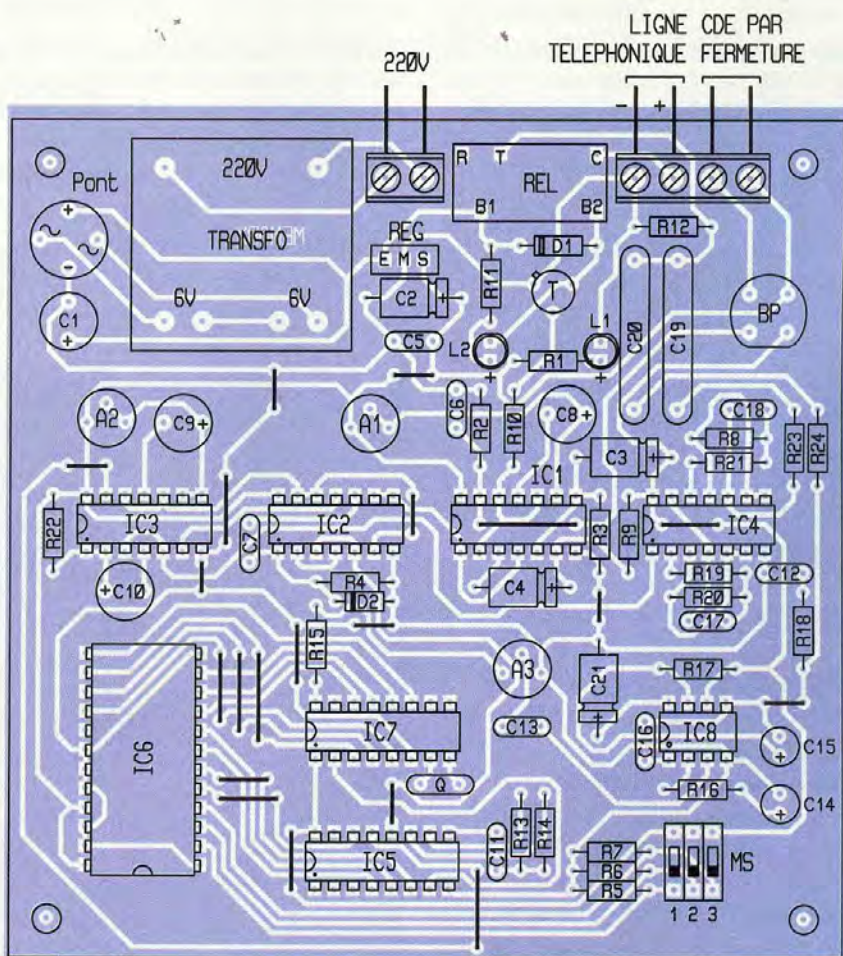 LIGNE CDE PAR
TELEPHONIQUE FERMETURE
220V
- +
Pont
220V
R T C
REL
B1 B2
+
~ ~
-
TRANSFO
REG
E M S
D1
R12
C2 +
R11
T
C20
C19
BP
6V 6V
C1
+
C5
L2
+
L1
+
R1
A2
C9+
A1
C6
R2
R10
C8+
C18
R8
R21
R23
R24
C3 +
IC1
R22
IC3
C7
IC2
R3
R9
IC4
+C10
R4
D2
C4 +
R19
R20
C12
C17
R15
R18
A3
C21
+
R17
IC6
IC7
C13
C16
IC8
C15
+
Q
R16
C14
+
IC5
C11
R13
R14
R7
R6
R5
MS
1 2 3